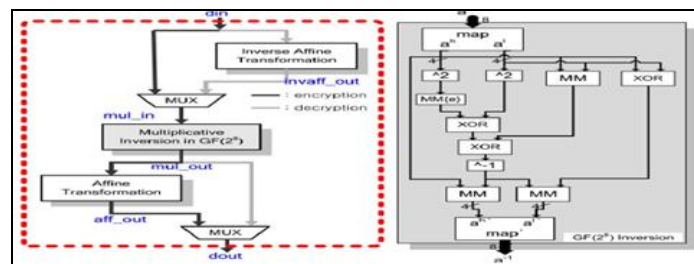 din
Inverse Affine
Transformation
invaff_out
: encryption
: decryption
MUX
mul_in
Multiplicative
Inversion in GF(2⁸)
mul_out
Affine
Transformation
aff_out
MUX
dout
a
8
map
aʰ aˡ
4 4
^2 ^2 MM XOR
MM(e)
XOR
XOR
^-1
MM MM
4 4
aʰ' aˡ'
map'
8
GF(2⁸) Inversion
a⁻¹